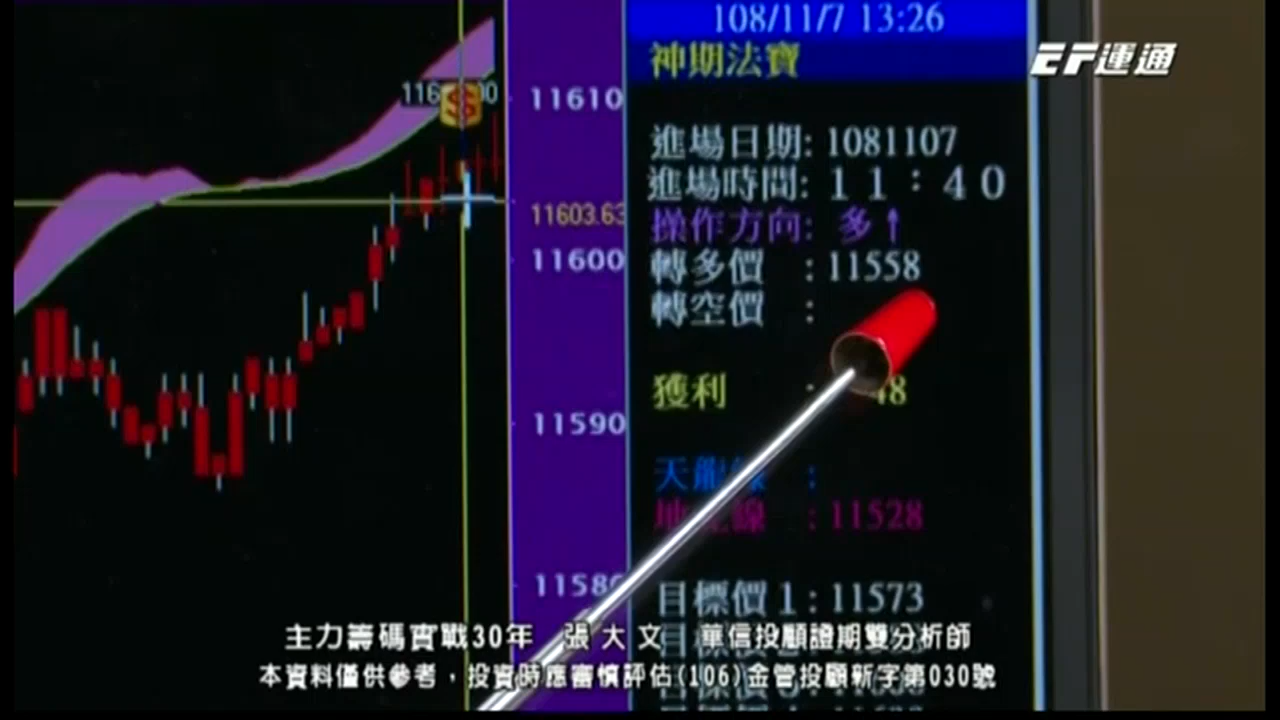 108/11/7 13:26
神期法寶
EF運通
11610
進場日期: 1081107
進場時間: 11:40
11603.63
操作方向: 多↑
11600
轉多價 : 11558
轉空價 :
獲利 : 48
11590
天龍線 :
地 線 : 11528
1158
目標價1: 11573
主力籌碼實戰30年 張大文 華信投顧證期雙分析師
本資料僅供參考,投資時應審慎評估(106)金管投顧新字第030號